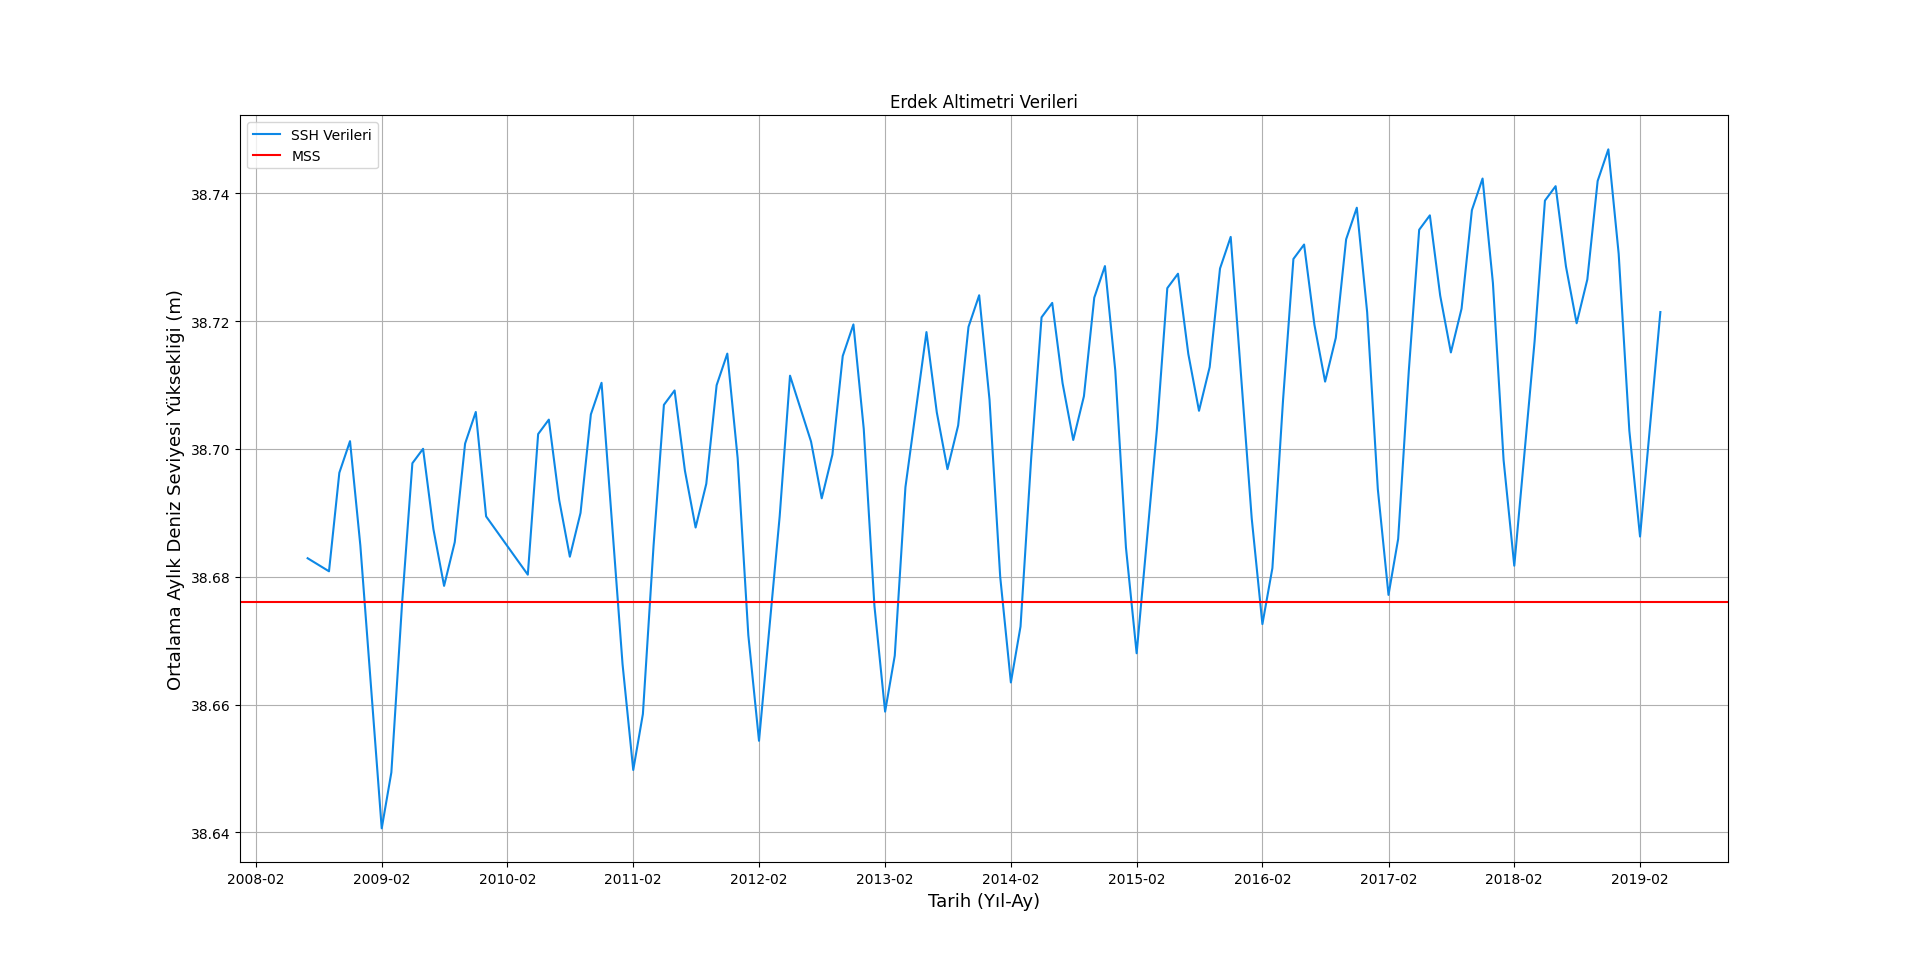 Erdek Altimetri Verileri
SSH Verileri
MSS
Ortalama Aylık Deniz Seviyesi Yüksekliği (m)
38.74
38.72
38.70
38.68
38.66
38.64
2008-02 2009-02 2010-02 2011-02 2012-02 2013-02 2014-02 2015-02 2016-02 2017-02 2018-02 2019-02
Tarih (Yıl-Ay)